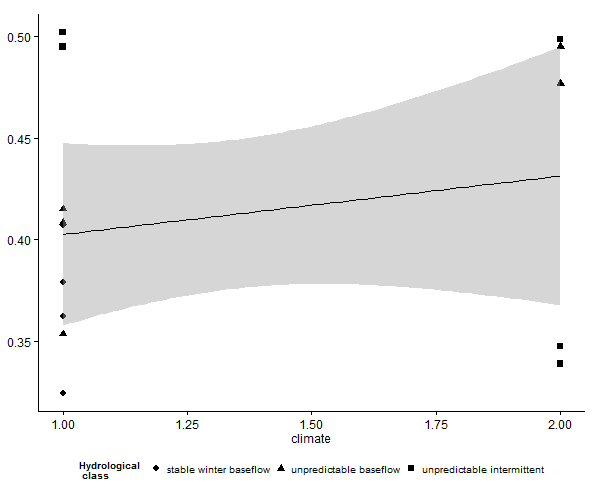 0.50
0.45
0.40
0.35
1.00 1.25 1.50 1.75 2.00
climate
Hydrological
class
stable winter baseflow unpredictable baseflow unpredictable intermittent